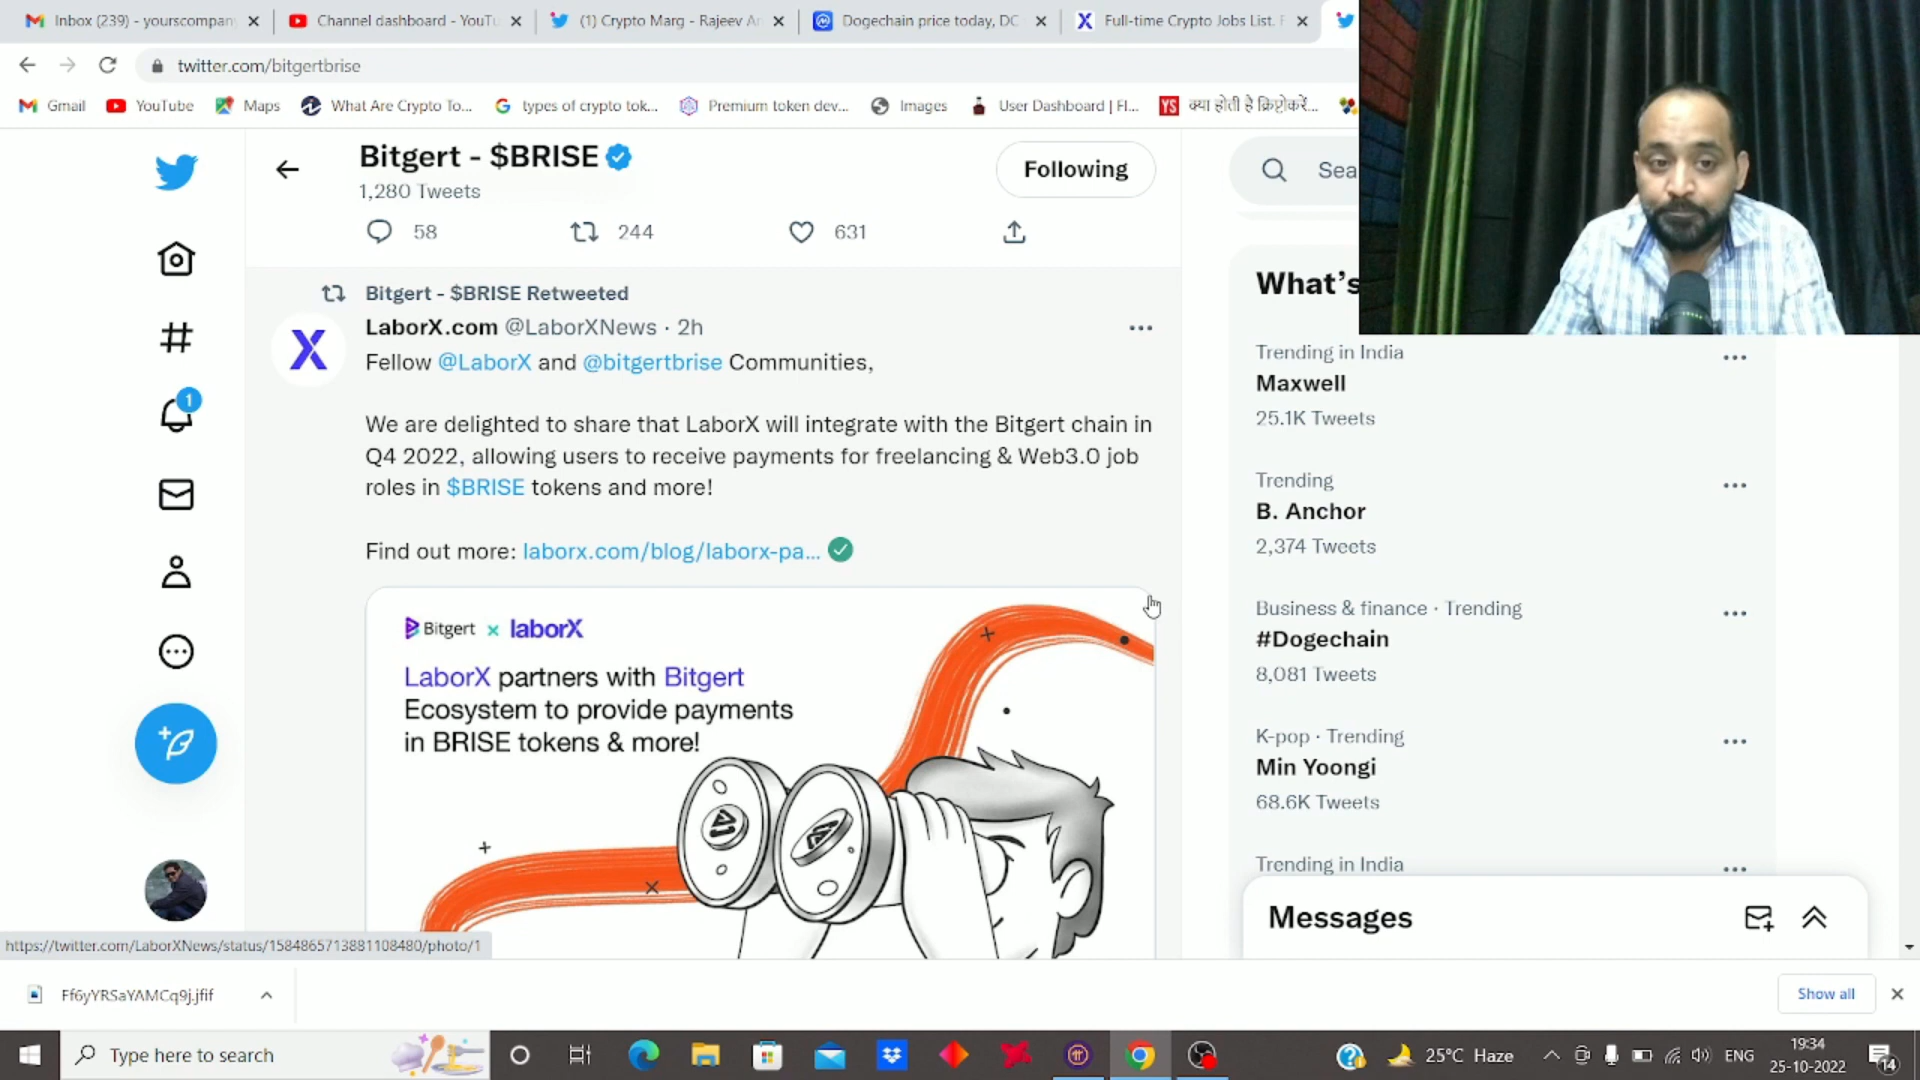 Inbox (239) - yourscompan
Channel dashboard - YouTu
(1) Crypto Marg - Rajeev An
Dogechain price today, DC
Full-time Crypto Jobs List. F
twitter.com/bitgertbrise
Gmail
YouTube
Maps
What Are Crypto To...
types of crypto tok...
Premium token dev...
Images
User Dashboard | Fl...
YS
क्या होती है क्रिप्टोकरें...
Bitgert - $BRISE
1,280 Tweets
Following
Sea
58
244
631
Bitgert - $BRISE Retweeted
LaborX.com @LaborXNews · 2h
Fellow @LaborX and @bitgertbrise Communities,
We are delighted to share that LaborX will integrate with the Bitgert chain in
Q4 2022, allowing users to receive payments for freelancing & Web3.0 job
roles in $BRISE tokens and more!
Find out more: laborx.com/blog/laborx-pa...
Bitgert x laborX
LaborX partners with Bitgert
Ecosystem to provide payments
in BRISE tokens & more!
1
What's
Trending in India
Maxwell
25.1K Tweets
Trending
B. Anchor
2,374 Tweets
Business & finance · Trending
#Dogechain
8,081 Tweets
K-pop · Trending
Min Yoongi
68.6K Tweets
Trending in India
Messages
https://twitter.com/LaborXNews/status/1584865713881108480/photo/1
Ff6yYRSaYAMCq9j.jfif
Show all
Type here to search
25°C Haze
ENG
19:34
25-10-2022
14